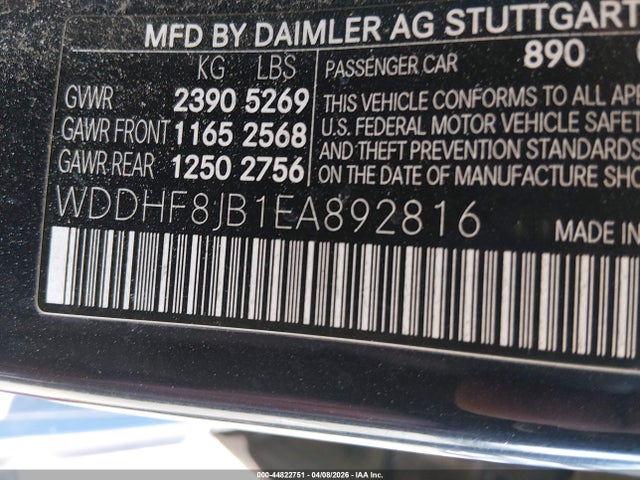 MFD BY DAIMLER AG STUTTGART
KG LBS
GVWR 2390 5269
GAWR FRONT 1165 2568
GAWR REAR 1250 2756
PASSENGER CAR 890
THIS VEHICLE CONFORMS TO ALL
U.S. FEDERAL MOTOR VEHICLE SAFET
AND THEFT PREVENTION STANDARDS
ON THE DATE OF MANUFACTURE SHO
WDDHF8JB1EA892816
MADE IN
000-44822751 - 04/08/2026 - IAA Inc.